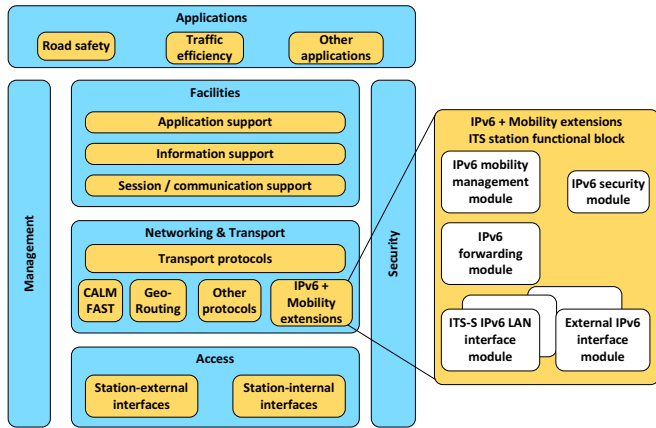 Applications
Road safety
Traffic
efficiency
Other
applications
Management
Facilities
Application support
Information support
Session / communication support
Networking & Transport
Transport protocols
CALM
FAST
Geo-
Routing
Other
protocols
IPv6 +
Mobility
extensions
Access
Station-external
interfaces
Station-internal
interfaces
Security
IPv6 + Mobility extensions
ITS station functional block
IPv6 mobility
management
module
IPv6 security
module
IPv6
forwarding
module
ITS-S IPv6 LAN
interface
module
External IPv6
interface
module